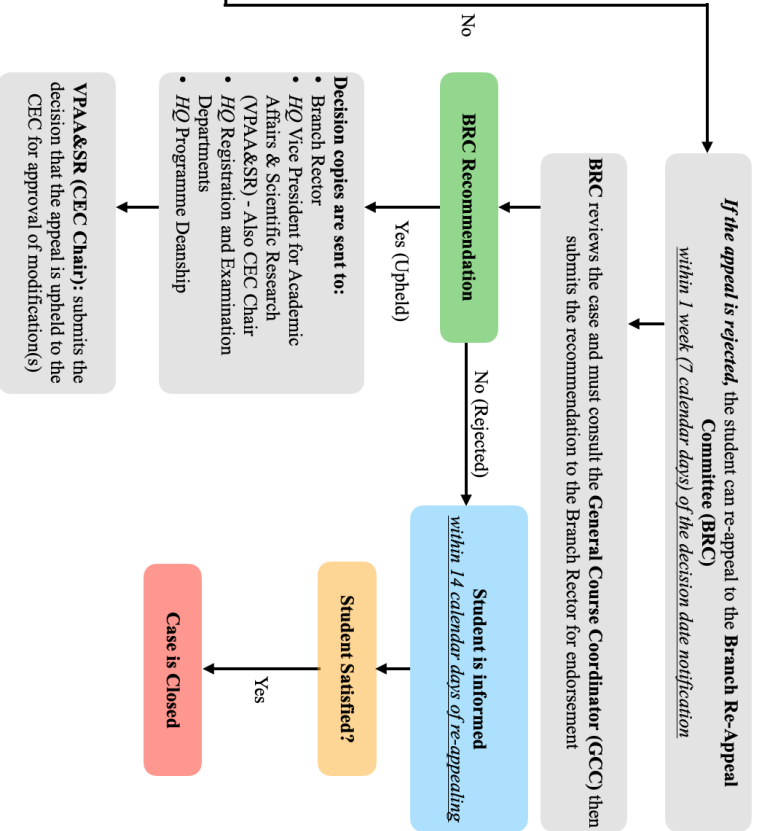 No
If the appeal is rejected, the student can re-appeal to the Branch Re-Appeal
Committee (BRC)
within 1 week (7 calendar days) of the decision date notification
BRC reviews the case and must consult the General Course Coordinator (GCC) then
submits the recommendation to the Branch Rector for endorsement
BRC Recommendation
Yes (Upheld)
No (Rejected)
Decision copies are sent to:
• Branch Rector
• HQ Vice President for Academic
Affairs & Scientific Research
(VPAA&SR) - Also CEC Chair
• HQ Registration and Examination
Departments
• HQ Programme Deanship
VPAA&SR (CEC Chair): submits the
decision that the appeal is upheld to the
CEC for approval of modification(s)
Student is informed
within 14 calendar days of re-appealing
Student Satisfied?
Yes
Case is Closed